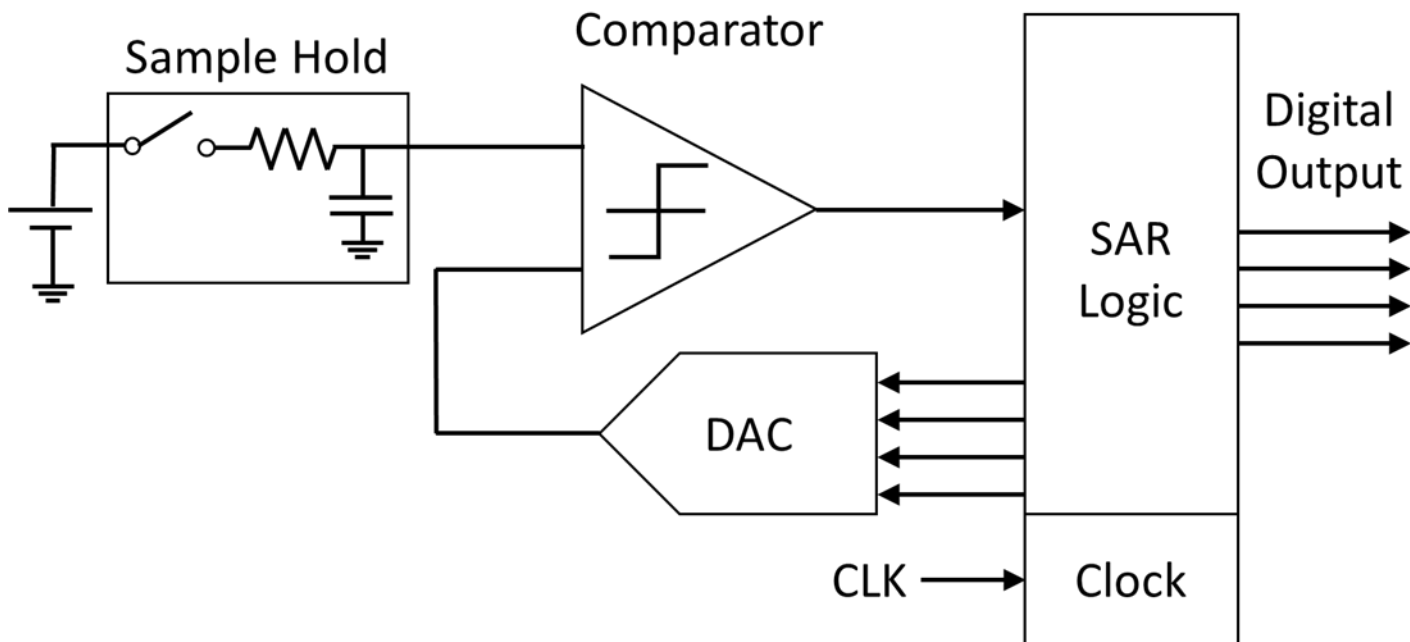 Comparator
Sample Hold
Digital
Output
SAR
Logic
DAC
CLK
Clock